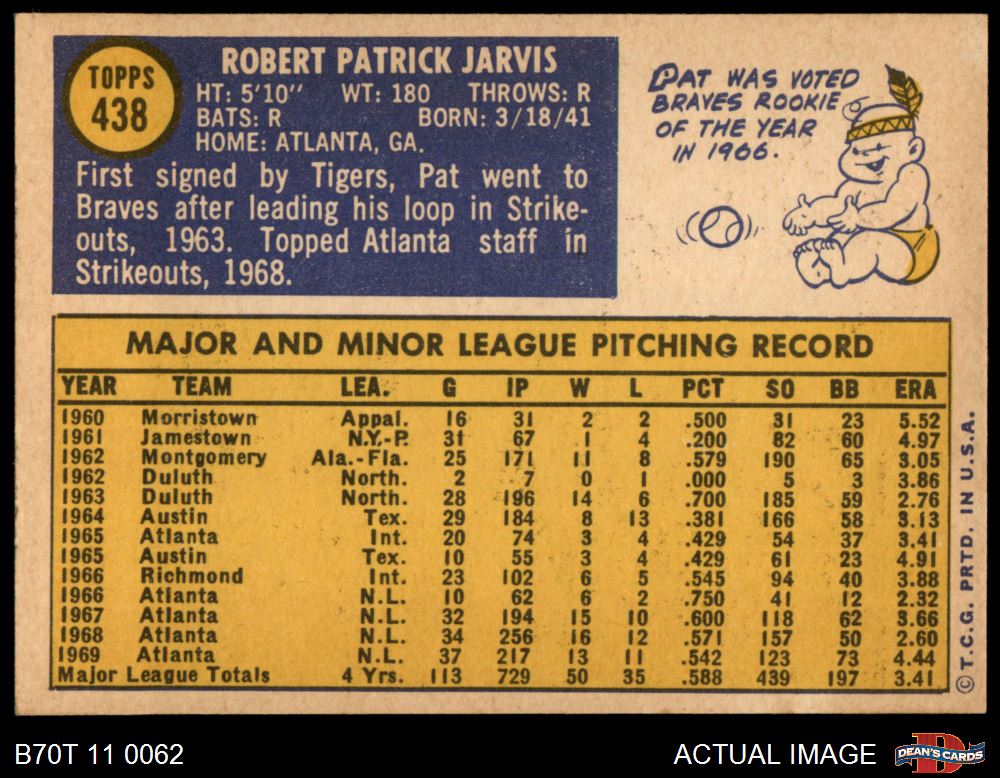 TOPPS
438
ROBERT PATRICK JARVIS
HT: 5'10" WT: 180 THROWS: R
BATS: R BORN: 3/18/41
HOME: ATLANTA, GA.
First signed by Tigers, Pat went to
Braves after leading his loop in Strike-
outs, 1963. Topped Atlanta staff in
Strikeouts, 1968.
PAT WAS VOTED
BRAVES ROOKIE
OF THE YEAR
IN 1966.
MAJOR AND MINOR LEAGUE PITCHING RECORD
YEAR TEAM LEA. G IP W L PCT SO BB ERA
1960 Morristown Appal. 16 31 2 2 .500 31 23 5.52
1961 Jamestown N.Y.-P. 31 67 1 4 .200 82 60 4.97
1962 Montgomery Ala.-Fla. 25 171 11 8 .579 190 65 3.05
1962 Duluth North. 2 7 0 1 .000 5 3 3.86
1963 Duluth North. 28 196 14 6 .700 185 59 2.76
1964 Austin Tex. 29 184 8 13 .381 166 58 3.13
1965 Atlanta Int. 20 74 3 4 .429 54 37 3.41
1965 Austin Tex. 10 55 3 4 .429 61 23 4.91
1966 Richmond Int. 23 102 6 5 .545 94 40 3.88
1966 Atlanta N.L. 10 62 6 2 .750 41 12 2.32
1967 Atlanta N.L. 32 194 15 10 .600 118 62 3.66
1968 Atlanta N.L. 34 256 16 12 .571 157 50 2.60
1969 Atlanta N.L. 37 217 13 11 .542 123 73 4.44
Major League Totals 4 Yrs. 113 729 50 35 .588 439 197 3.41
© T.C.G. PRTD. IN U.S.A.
B70T 11 0062
ACTUAL IMAGE
DEAN'S CARDS